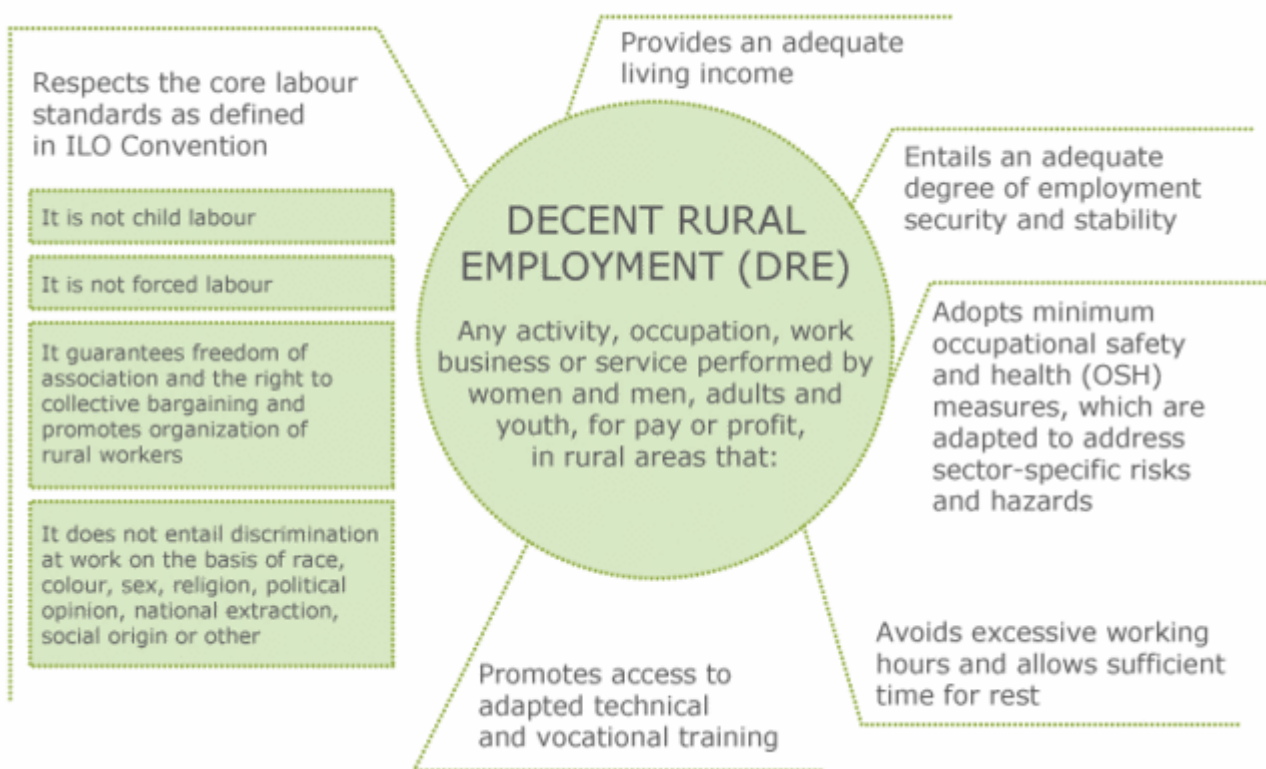 Respects the core labour
standards as defined
in ILO Convention
It is not child labour
It is not forced labour
It guarantees freedom of
association and the right to
collective bargaining and
promotes organization of
rural workers
It does not entail discrimination
at work on the basis of race,
colour, sex, religion, political
opinion, national extraction,
social origin or other
DECENT RURAL
EMPLOYMENT (DRE)
Any activity, occupation, work
business or service performed by
women and men, adults and
youth, for pay or profit,
in rural areas that:
Provides an adequate
living income
Entails an adequate
degree of employment
security and stability
Adopts minimum
occupational safety
and health (OSH)
measures, which are
adapted to address
sector-specific risks
and hazards
Avoids excessive working
hours and allows sufficient
time for rest
Promotes access to
adapted technical
and vocational training